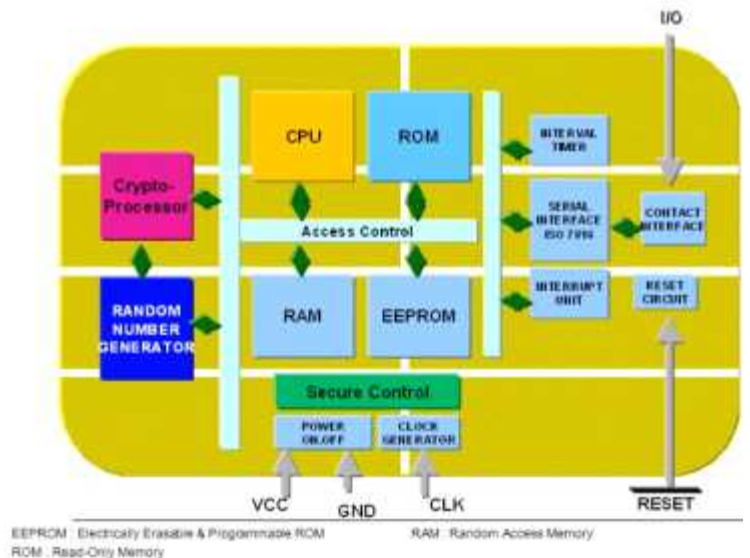 I/O
CPU
ROM
INTERVAL
TIMER
Crypto-
Processor
SERIAL
INTERFACE
ISO 7816
CONTACT
INTERFACE
Access Control
RANDOM
NUMBER
GENERATOR
RAM
EEPROM
INTERRUPT
UNIT
RESET
CIRCUIT
Secure Control
POWER
ON.OFF
CLOCK
GENERATOR
VCC
GND
CLK
RESET
EEPROM : Electrically Erasable & Programmable ROM
RAM : Random Access Memory
ROM : Read-Only Memory